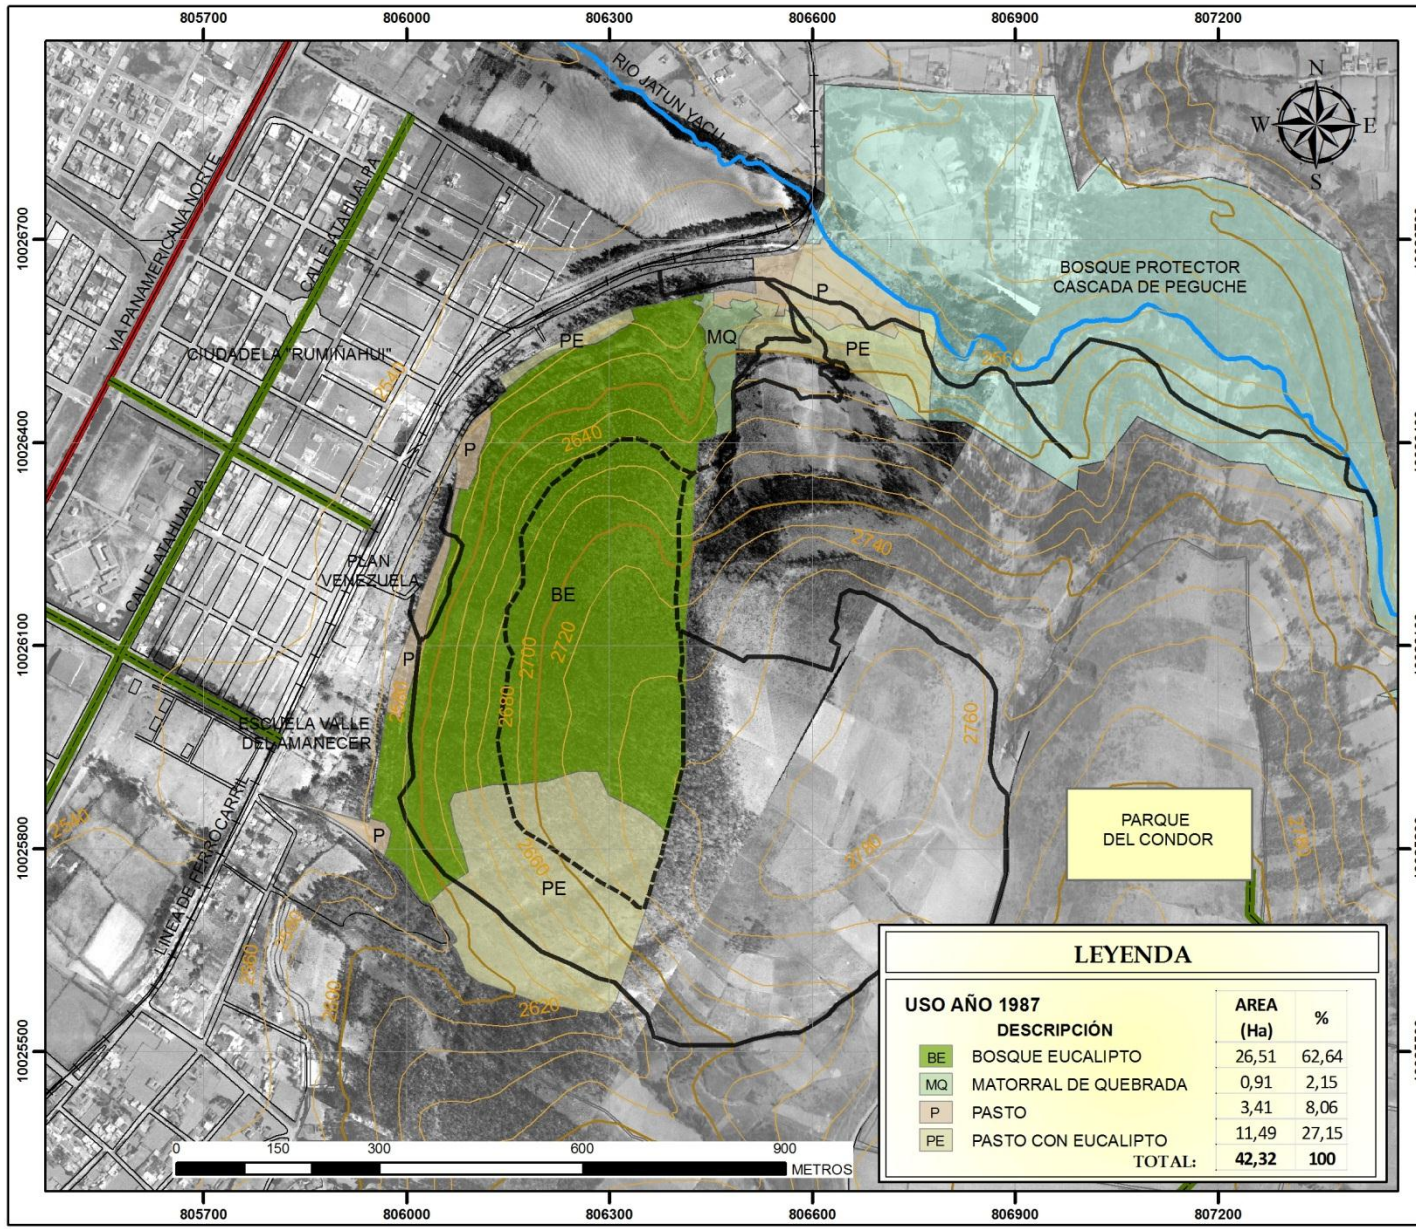 805700 806000 806300 806600 806900 807200
RIO JATUN YACU
N
W E
S
VIA PANAMERICANA NORTE
CALLE ATAHUALPA
10026700
BOSQUE PROTECTOR
CASCADA DE PEGUCHE
P
MQ
PE
PE
2560
CIUDADELA "RUMIÑAHUI"
2540
10026400
2640
P
2740
CALLE ATAHUALPA
PLAN
VENEZUELA
BE
10026100
2700
2720
P
2680
2760
ESCUELA VALLE
DEL AMANECER
LINEA DE FERROCARRIL
2540
10025800
P
2660
PE
PARQUE
DEL CONDOR
2560
2600
2620
10025500
LEYENDA
USO AÑO 1987
DESCRIPCIÓN
AREA
(Ha)
%
BE BOSQUE EUCALIPTO 26,51 62,64
MQ MATORRAL DE QUEBRADA 0,91 2,15
P PASTO 3,41 8,06
PE PASTO CON EUCALIPTO 11,49 27,15
TOTAL: 42,32 100
0 150 300 600 900
METROS
805700 806000 806300 806600 806900 807200